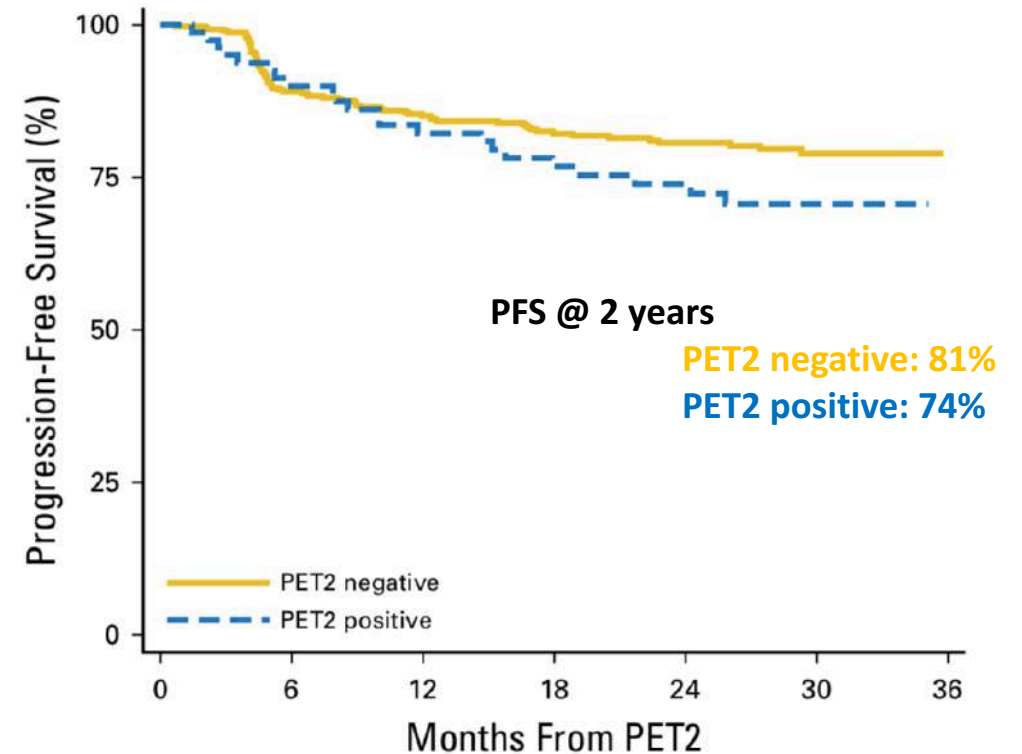 Progression-Free Survival (%)
100
75
50
25
0
PFS @ 2 years
PET2 negative: 81%
PET2 positive: 74%
PET2 negative
PET2 positive
0 6 12 18 24 30 36
Months From PET2